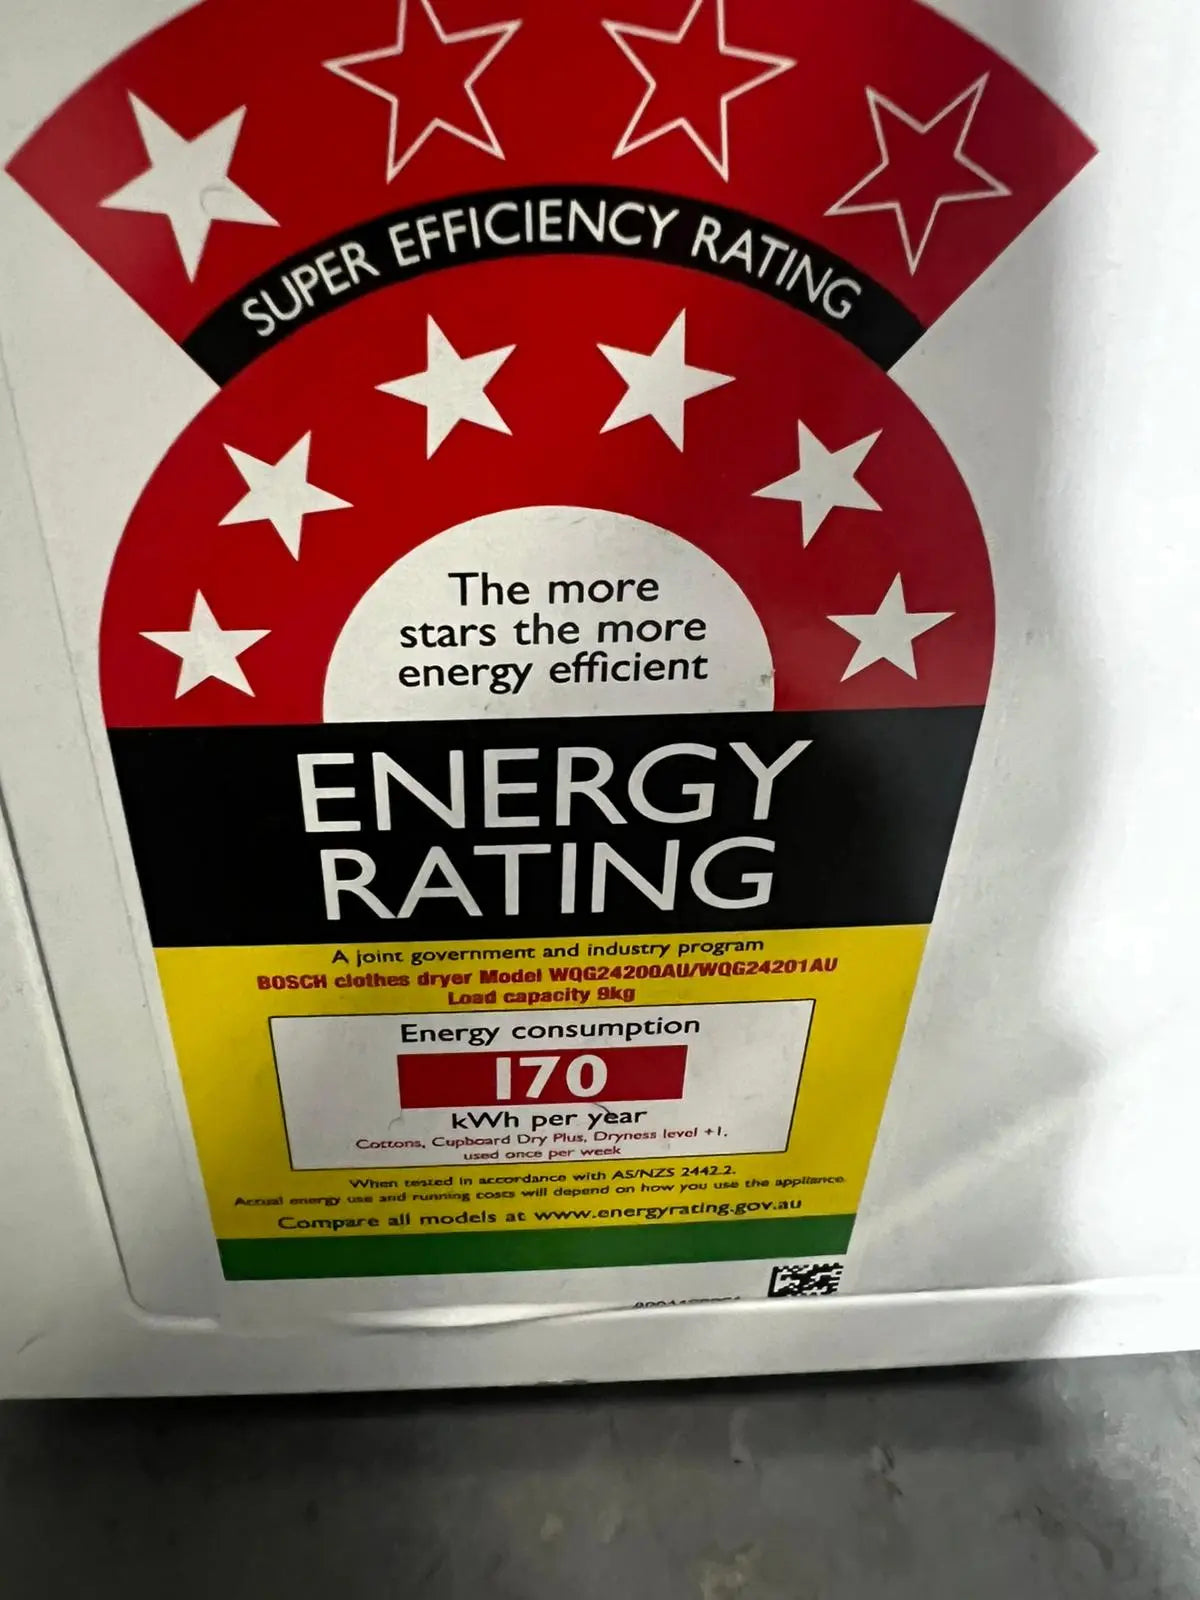 SUPER EFFICIENCY RATING
The more
stars the more
energy efficient
ENERGY
RATING
A joint government and industry program
BOSCH clothes dryer Model WQG24200AU/WQG24201AU
Load capacity 9kg
Energy consumption
170
kWh per year
Cottons, Cupboard Dry Plus, Dryness level +1,
used once per week
When tested in accordance with AS/NZS 2442.2.
Actual energy use and running costs will depend on how you use the appliance
Compare all models at www.energyrating.gov.au